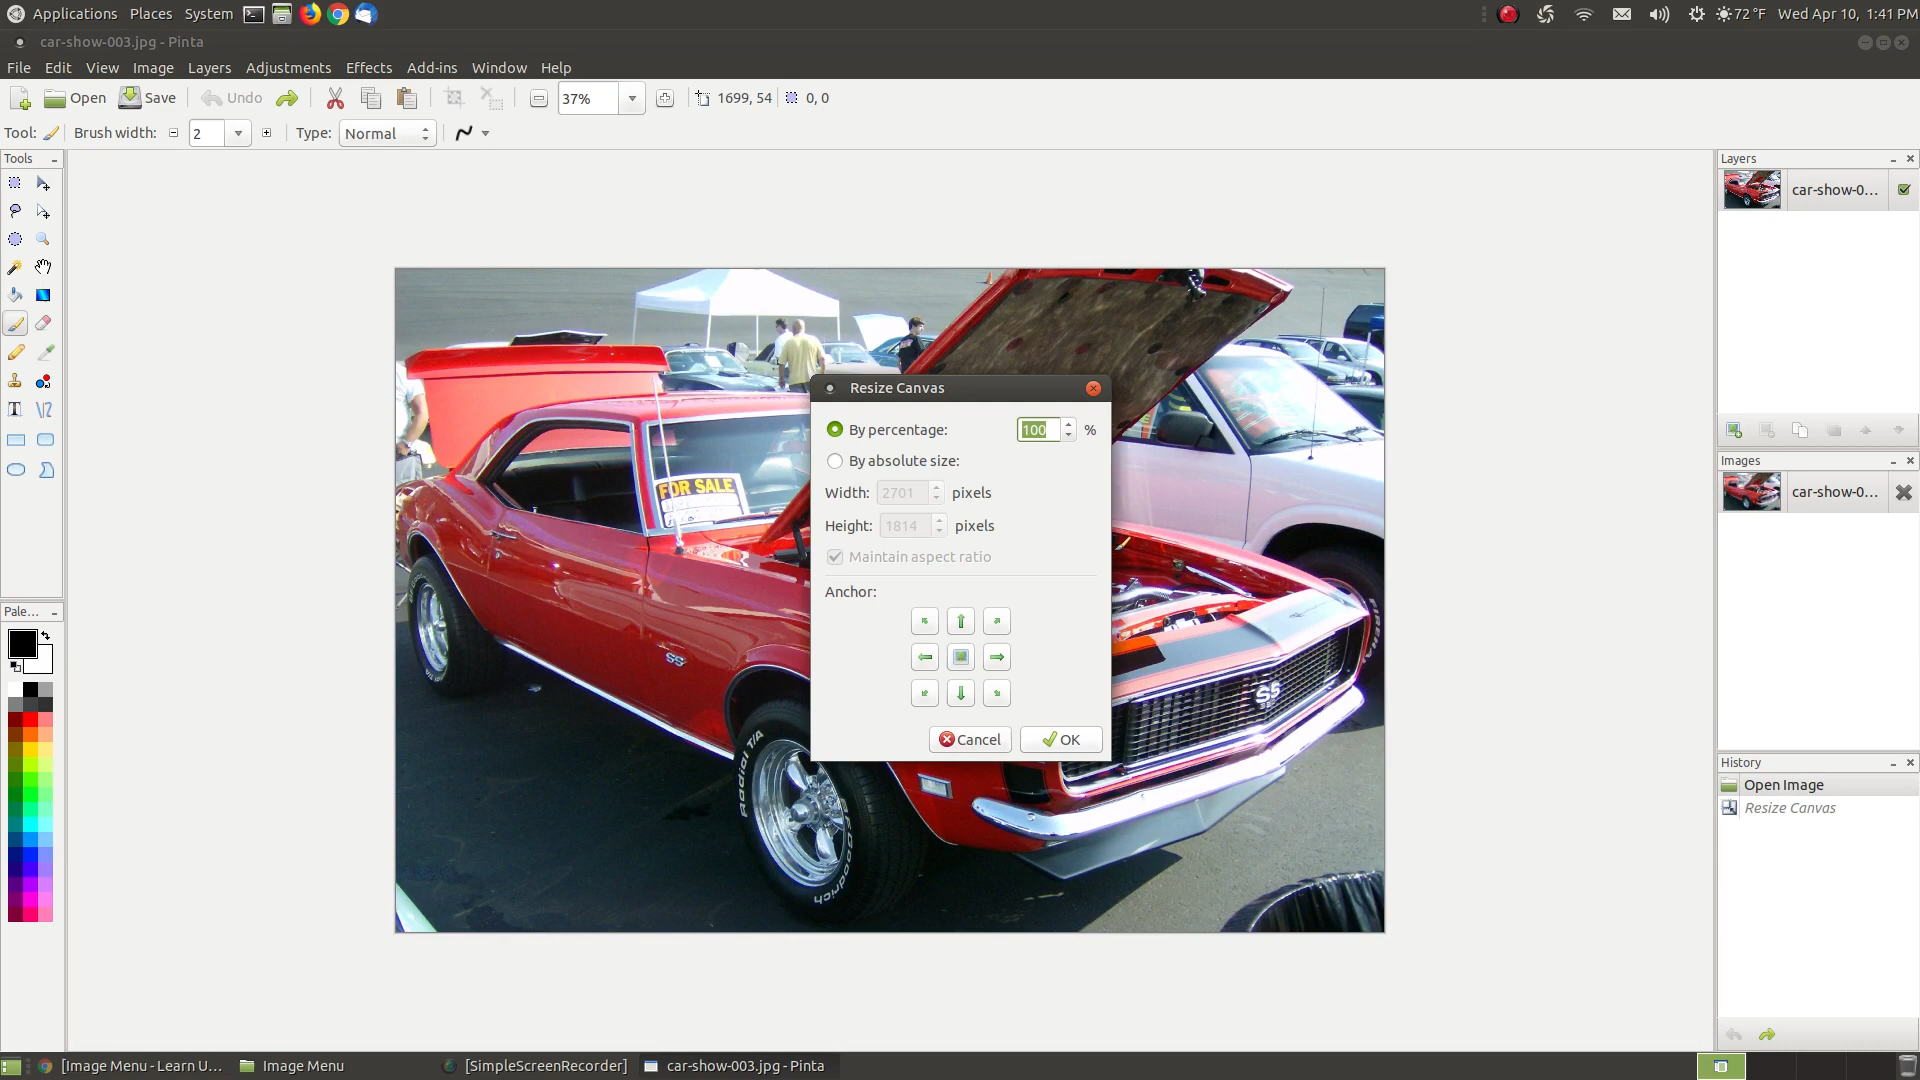 Applications Places System 72 °F Wed Apr 10, 1:41 PM
car-show-003.jpg - Pinta
File Edit View Image Layers Adjustments Effects Add-ins Window Help
Open Save Undo 37% 1699, 54 0, 0
Tool: Brush width: 2 Type: Normal
Tools
Layers
car-show-0...
Resize Canvas
By percentage: 100 %
By absolute size:
Width: 2701 pixels
Height: 1814 pixels
Maintain aspect ratio
Anchor:
Cancel OK
FOR SALE
SS
SS
Radial T/A
BFGoodrich
Images
car-show-0...
Pale...
History
Open Image
Resize Canvas
[Image Menu - Learn U... Image Menu [SimpleScreenRecorder] car-show-003.jpg - Pinta